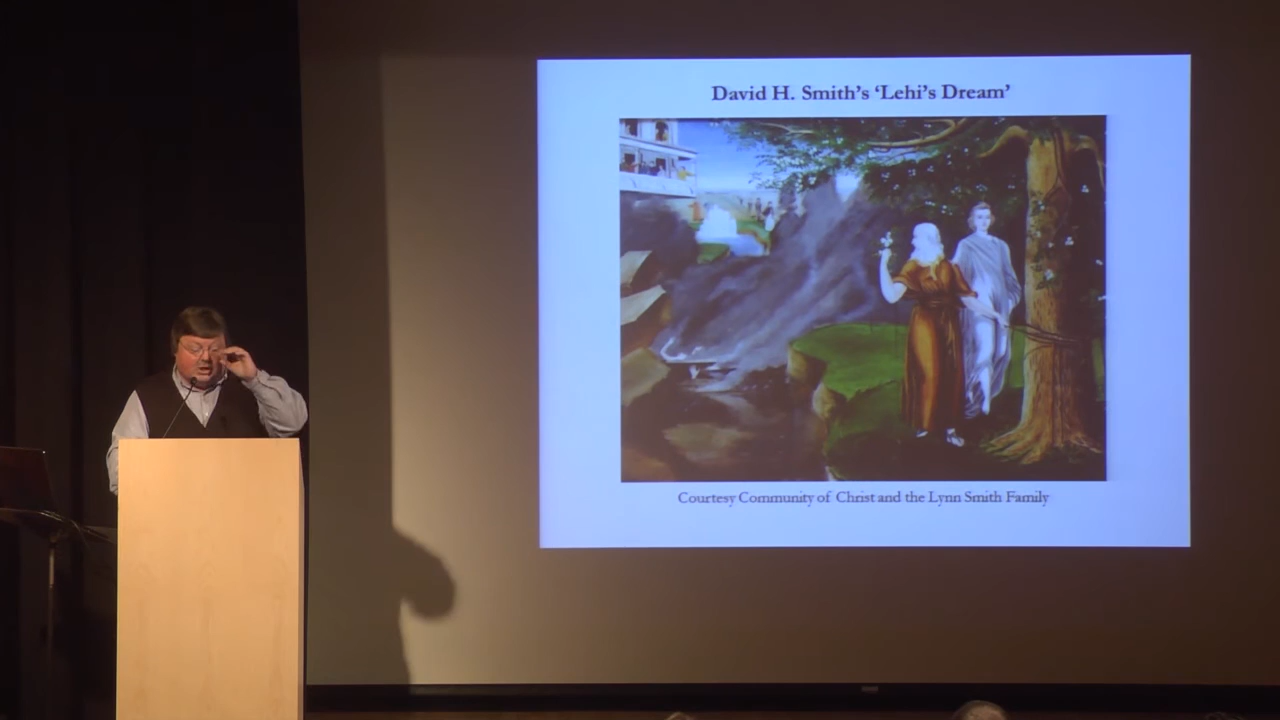 David H. Smith's 'Lehi's Dream'
Courtesy Community of Christ and the Lynn Smith Family